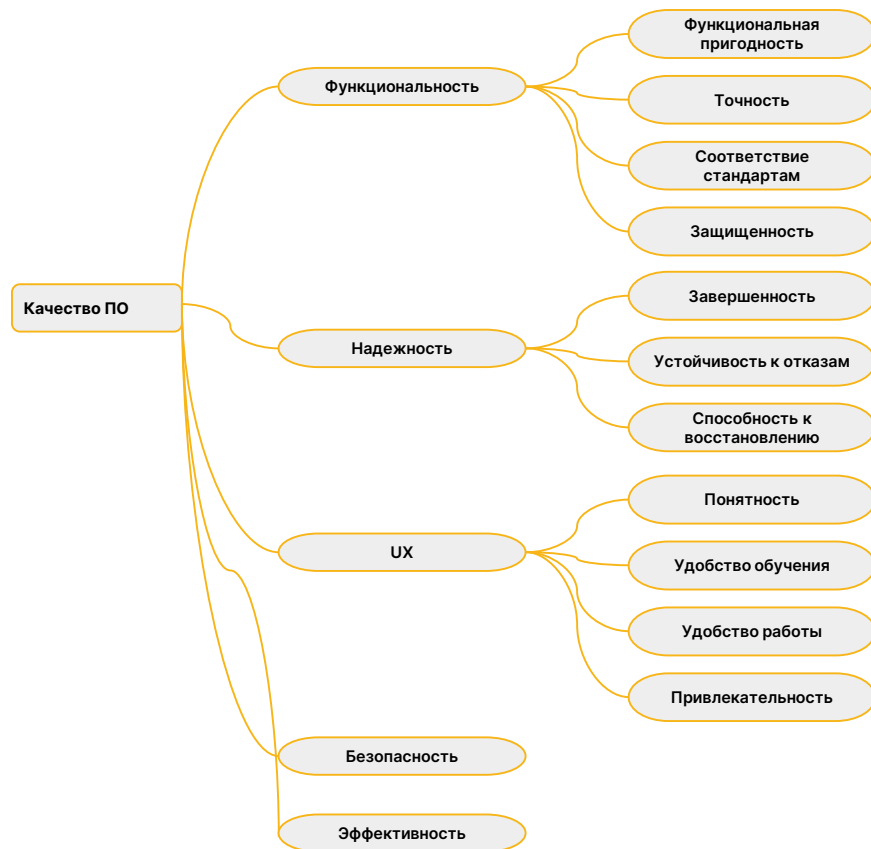 Качество ПО
Функциональность
Функциональная
пригодность
Точность
Соответствие
стандартам
Защищенность
Надежность
Завершенность
Устойчивость к отказам
Способность к
восстановлению
UX
Понятность
Удобство обучения
Удобство работы
Привлекательность
Безопасность
Эффективность